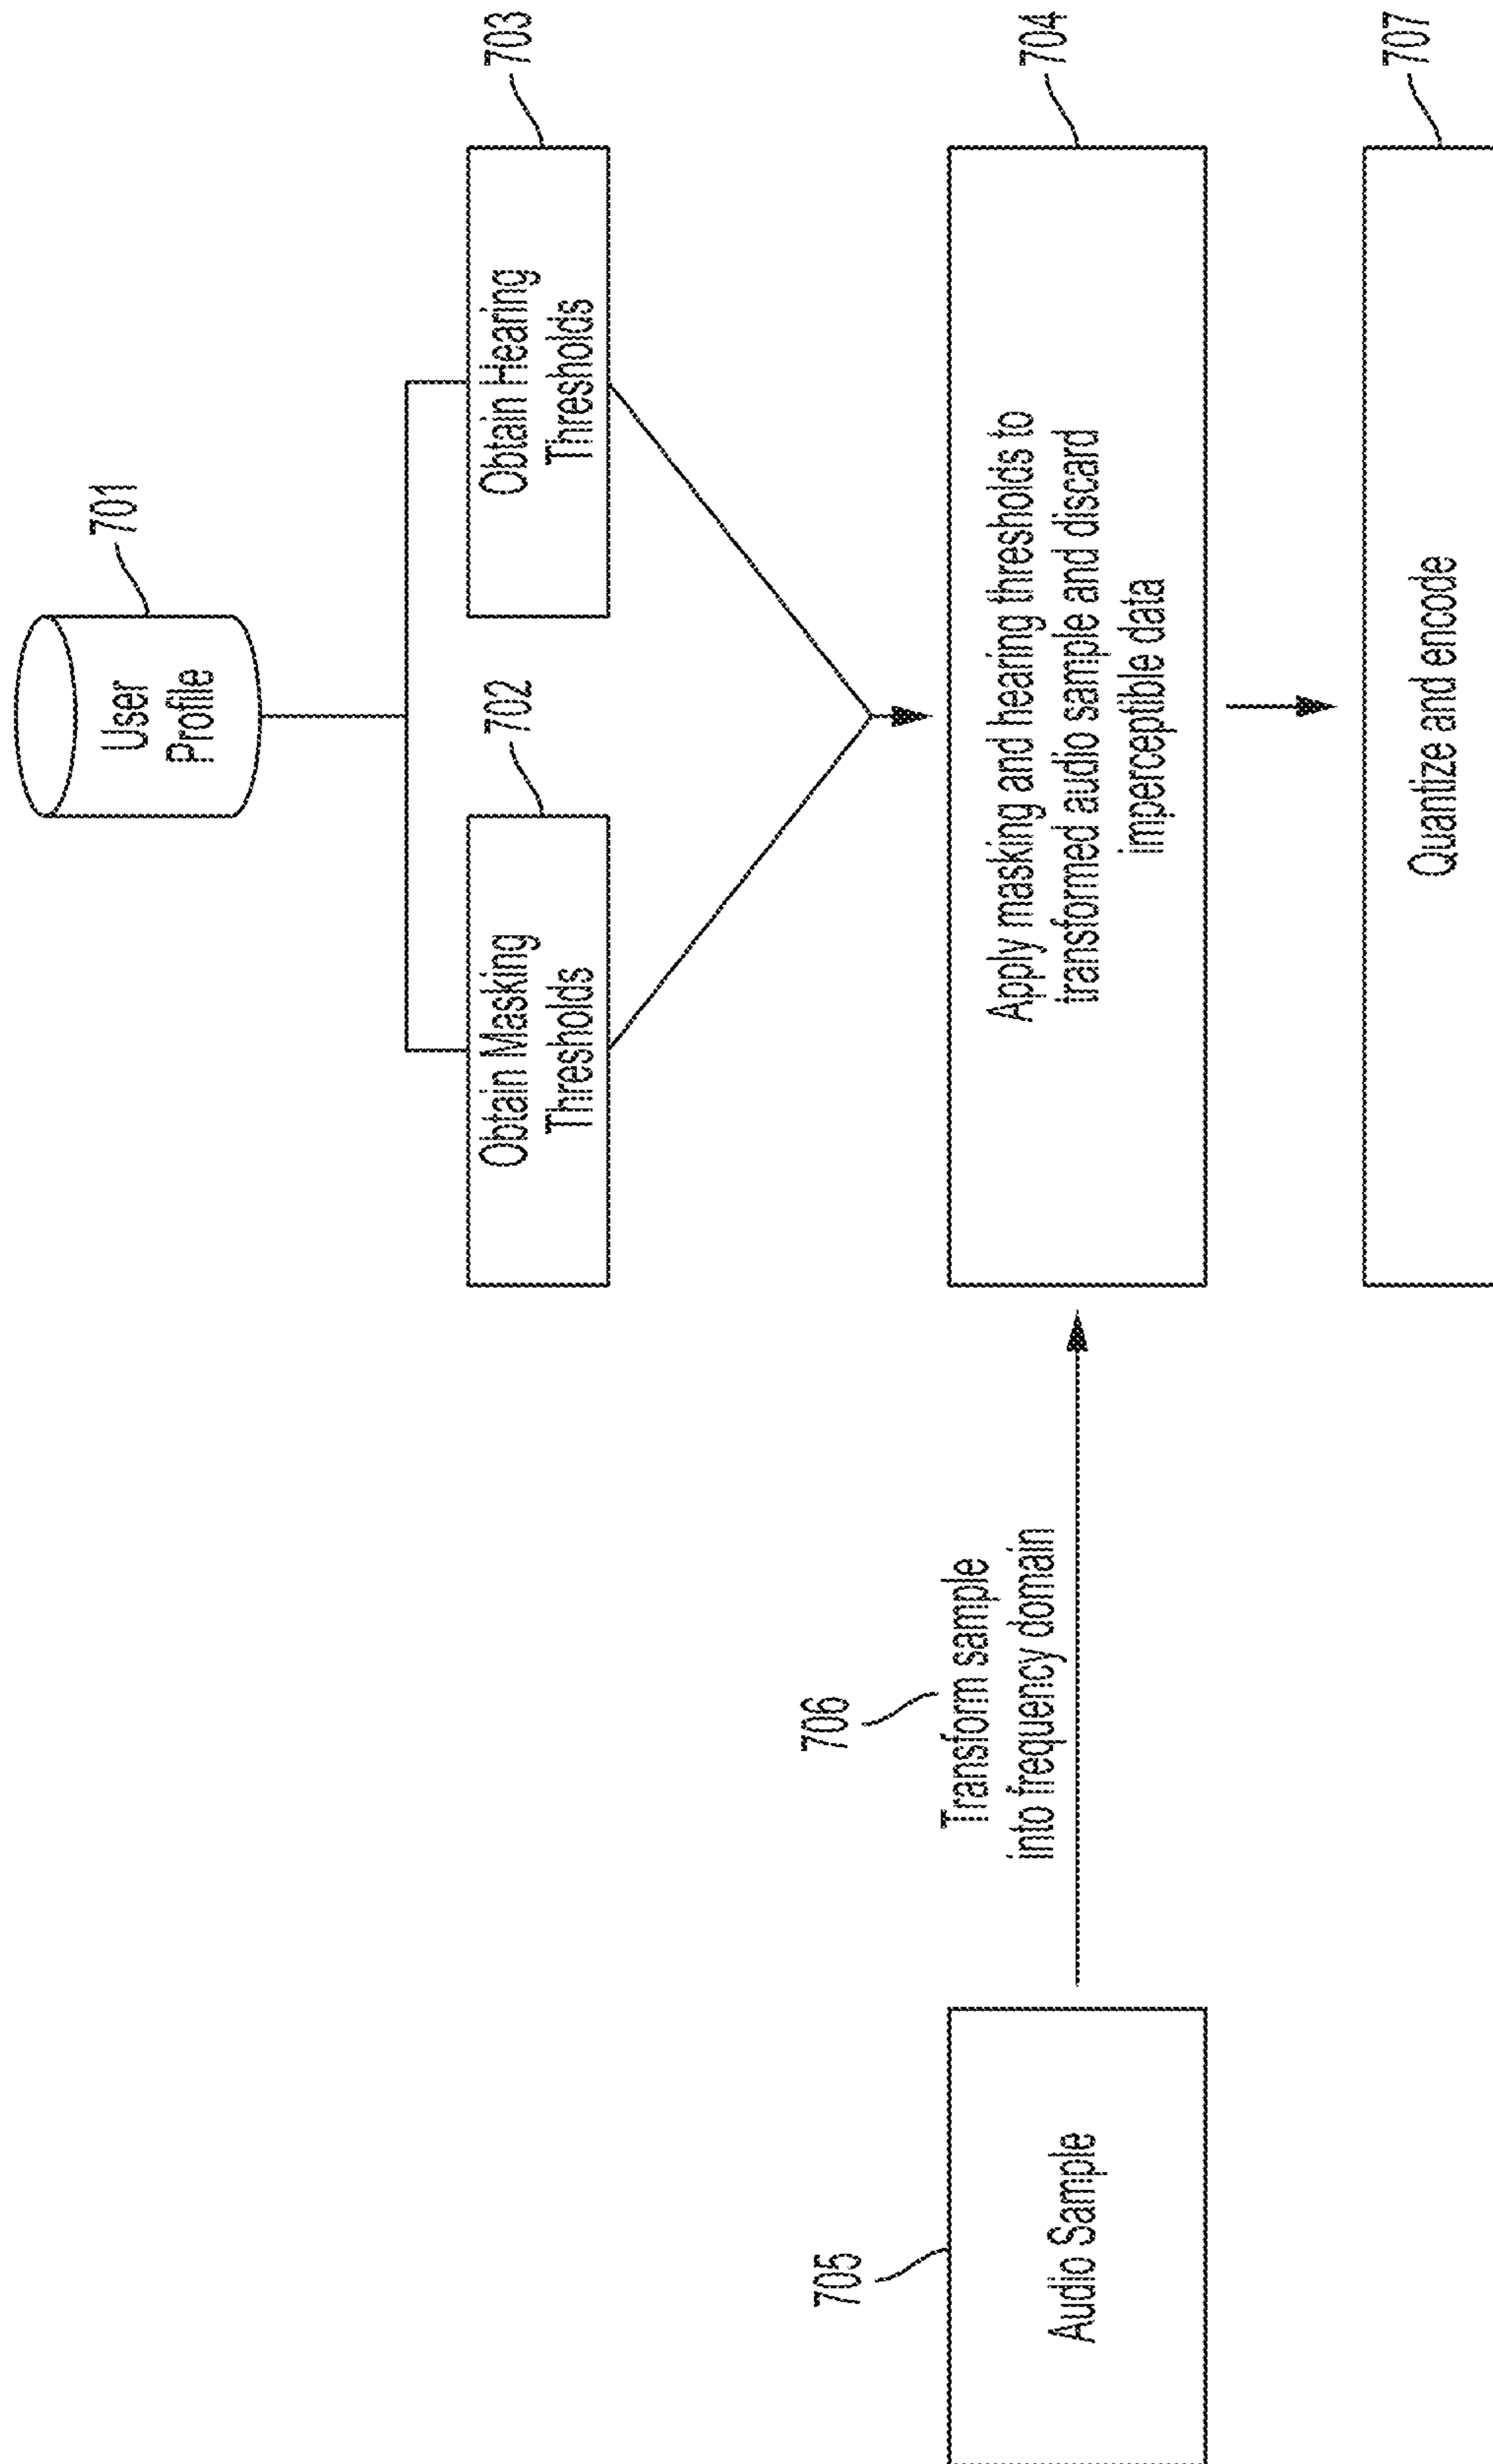 701
User
Profile
702
Obtain Masking
Thresholds
703
Obtain Hearing
Thresholds
705
Audio Sample
706
Transform sample
into frequency domain
704
Apply masking and hearing thresholds to
transformed audio sample and discard
imperceptible data
707
Quantize and encode